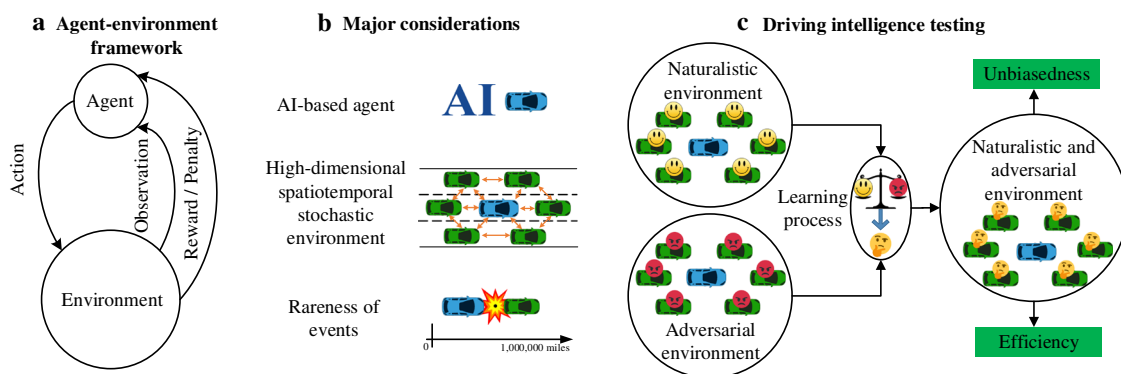 a Agent-environment
framework
Agent
Action
Observation
Reward / Penalty
Environment
b Major considerations
AI-based agent
AI
High-dimensional
spatiotemporal
stochastic
environment
Rareness of
events
0
1,000,000 miles
c Driving intelligence testing
Naturalistic
environment
Adversarial
environment
Learning
process
Unbiasedness
Naturalistic and
adversarial
environment
Efficiency